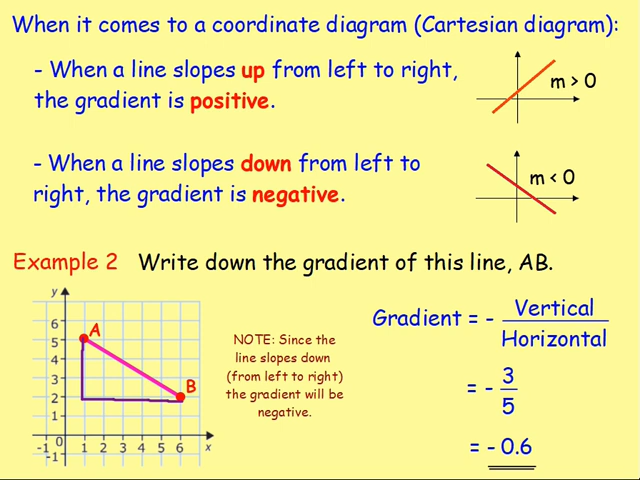 When it comes to a coordinate diagram (Cartesian diagram):
- When a line slopes up from left to right,
the gradient is positive.
m > 0
- When a line slopes down from left to
right, the gradient is negative.
m < 0
Example 2 Write down the gradient of this line, AB.
y
6
5
4
3
2
1
-1
-1 0 1 2 3 4 5 6 x
A
B
NOTE: Since the
line slopes down
(from left to right)
the gradient will be
negative.
Gradient = - Vertical
Horizontal
= - 3
5
= - 0.6